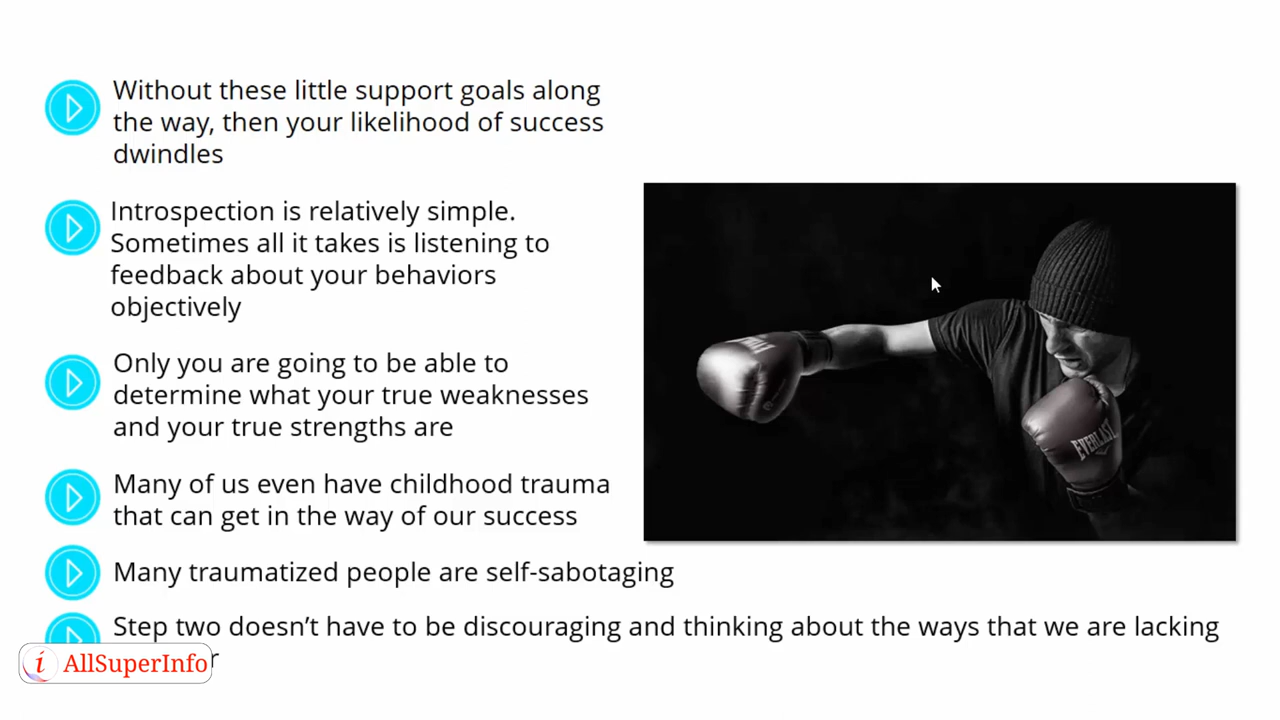 Without these little support goals along
the way, then your likelihood of success
dwindles
Introspection is relatively simple.
Sometimes all it takes is listening to
feedback about your behaviors
objectively
Only you are going to be able to
determine what your true weaknesses
and your true strengths are
Many of us even have childhood trauma
that can get in the way of our success
Many traumatized people are self-sabotaging
Step two doesn’t have to be discouraging and thinking about the ways that we are lacking
i AllSuperInfo
EVERLAST